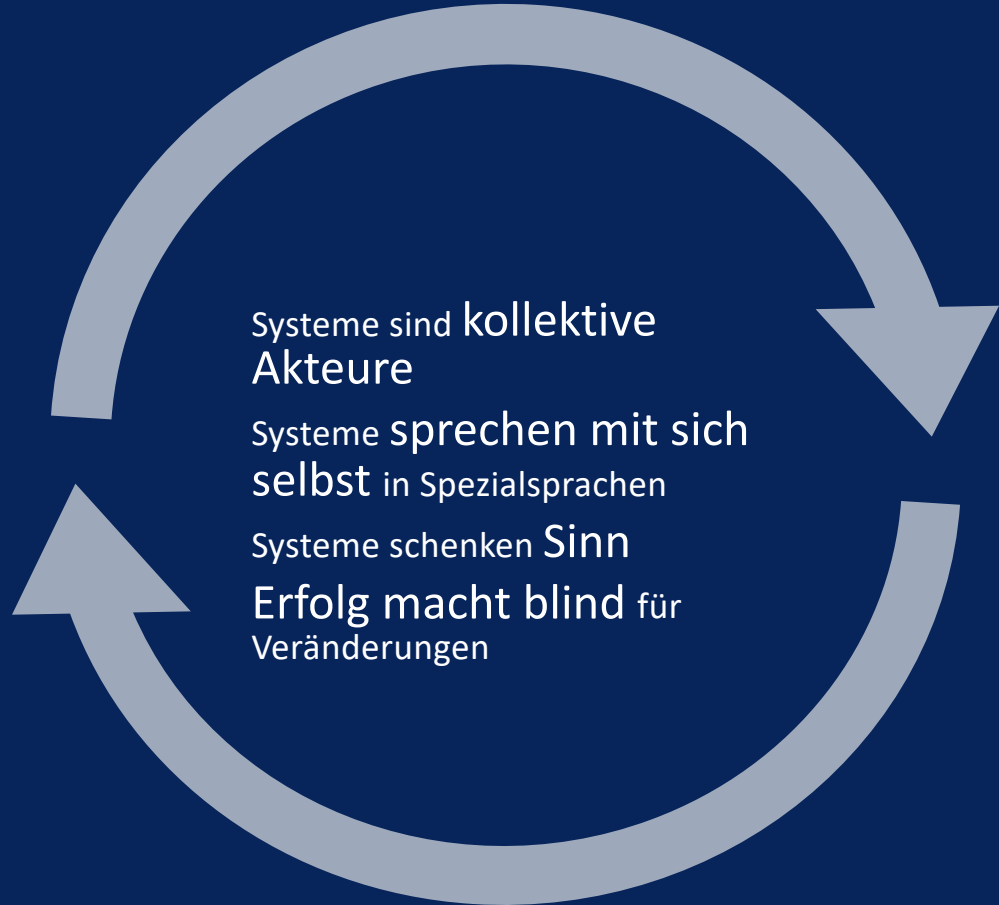 Systeme sind kollektive
Akteure
Systeme sprechen mit sich
selbst in Spezialsprachen
Systeme schenken Sinn
Erfolg macht blind für
Veränderungen